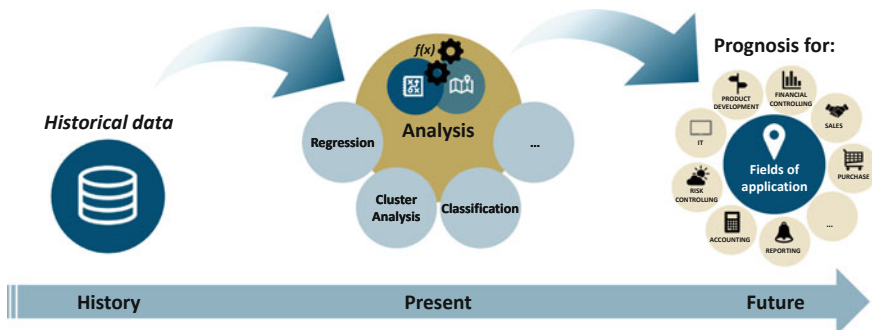 Historical data
f(x)
Analysis
Regression
Cluster
Analysis
Classification
...
Prognosis for:
PRODUCT
DEVELOPMENT
FINANCIAL
CONTROLLING
SALES
IT
PURCHASE
Fields of
application
RISK
CONTROLLING
ACCOUNTING
REPORTING
...
History
Present
Future